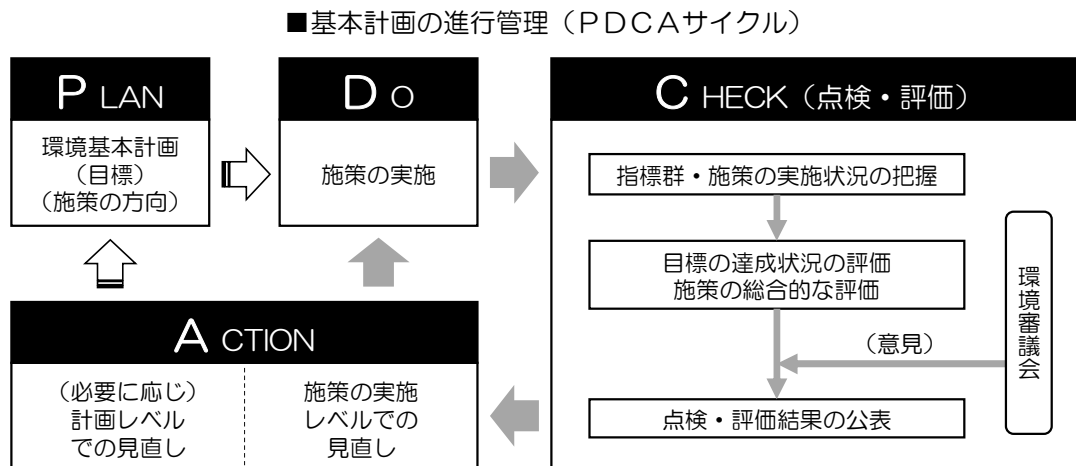 ■基本計画の進行管理（ＰＤＣＡサイクル）
P LAN
環境基本計画
（目標）
（施策の方向）
D O
施策の実施
C HECK（点検・評価）
指標群・施策の実施状況の把握
目標の達成状況の評価
施策の総合的な評価
（意見）
環境審議会
点検・評価結果の公表
A CTION
（必要に応じ）
計画レベル
での見直し
施策の実施
レベルでの
見直し